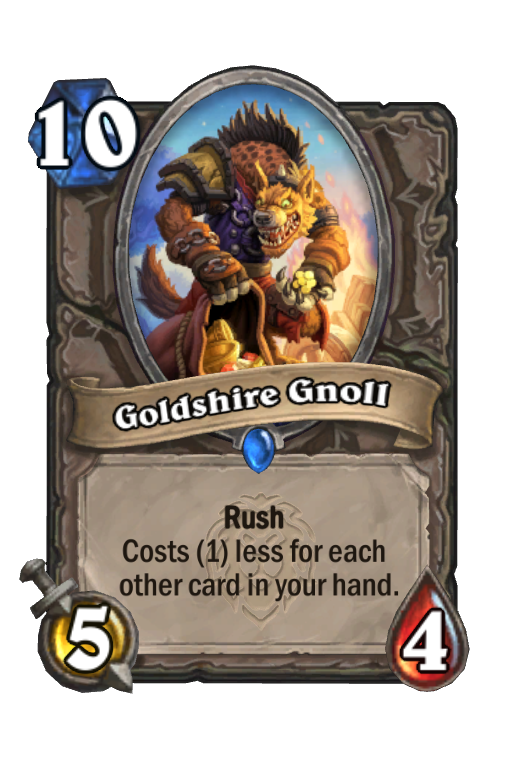 10
Goldshire Gnoll
Rush
Costs (1) less for each
other card in your hand.
5
4